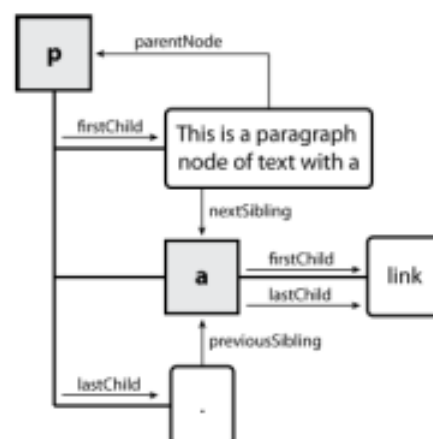 p
parentNode
firstChild
This is a paragraph
node of text with a
nextSibling
a
firstChild
lastChild
link
previousSibling
lastChild
.